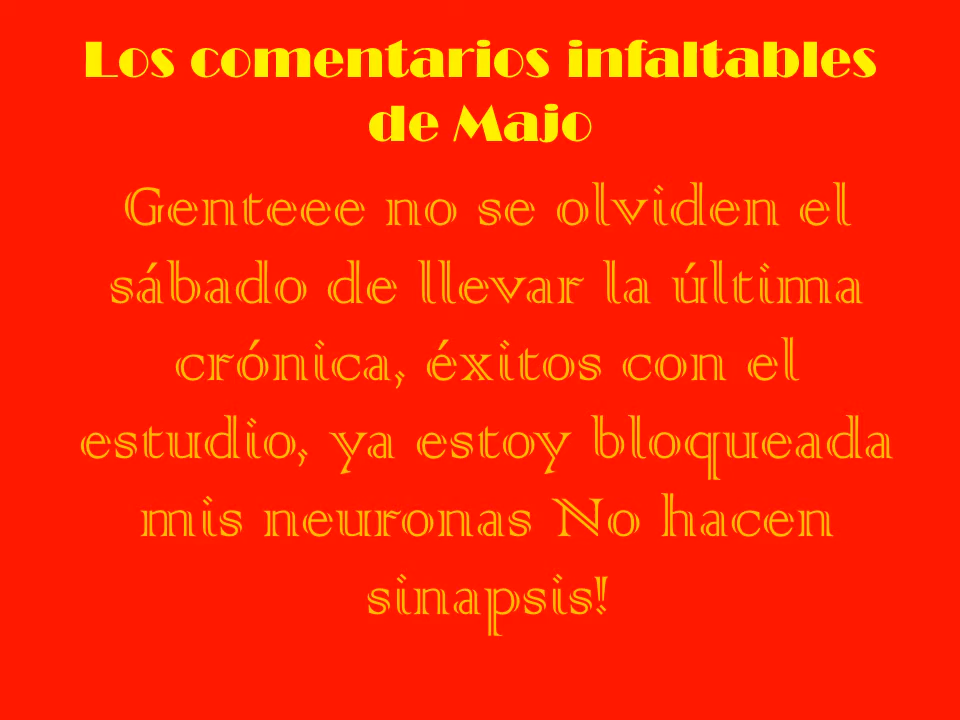 Los comentarios infaltables
de Majo
Genteee no se olviden el
sábado de llevar la última
crónica, éxitos con el
estudio, ya estoy bloqueada
mis neuronas No hacen
sinapsis!